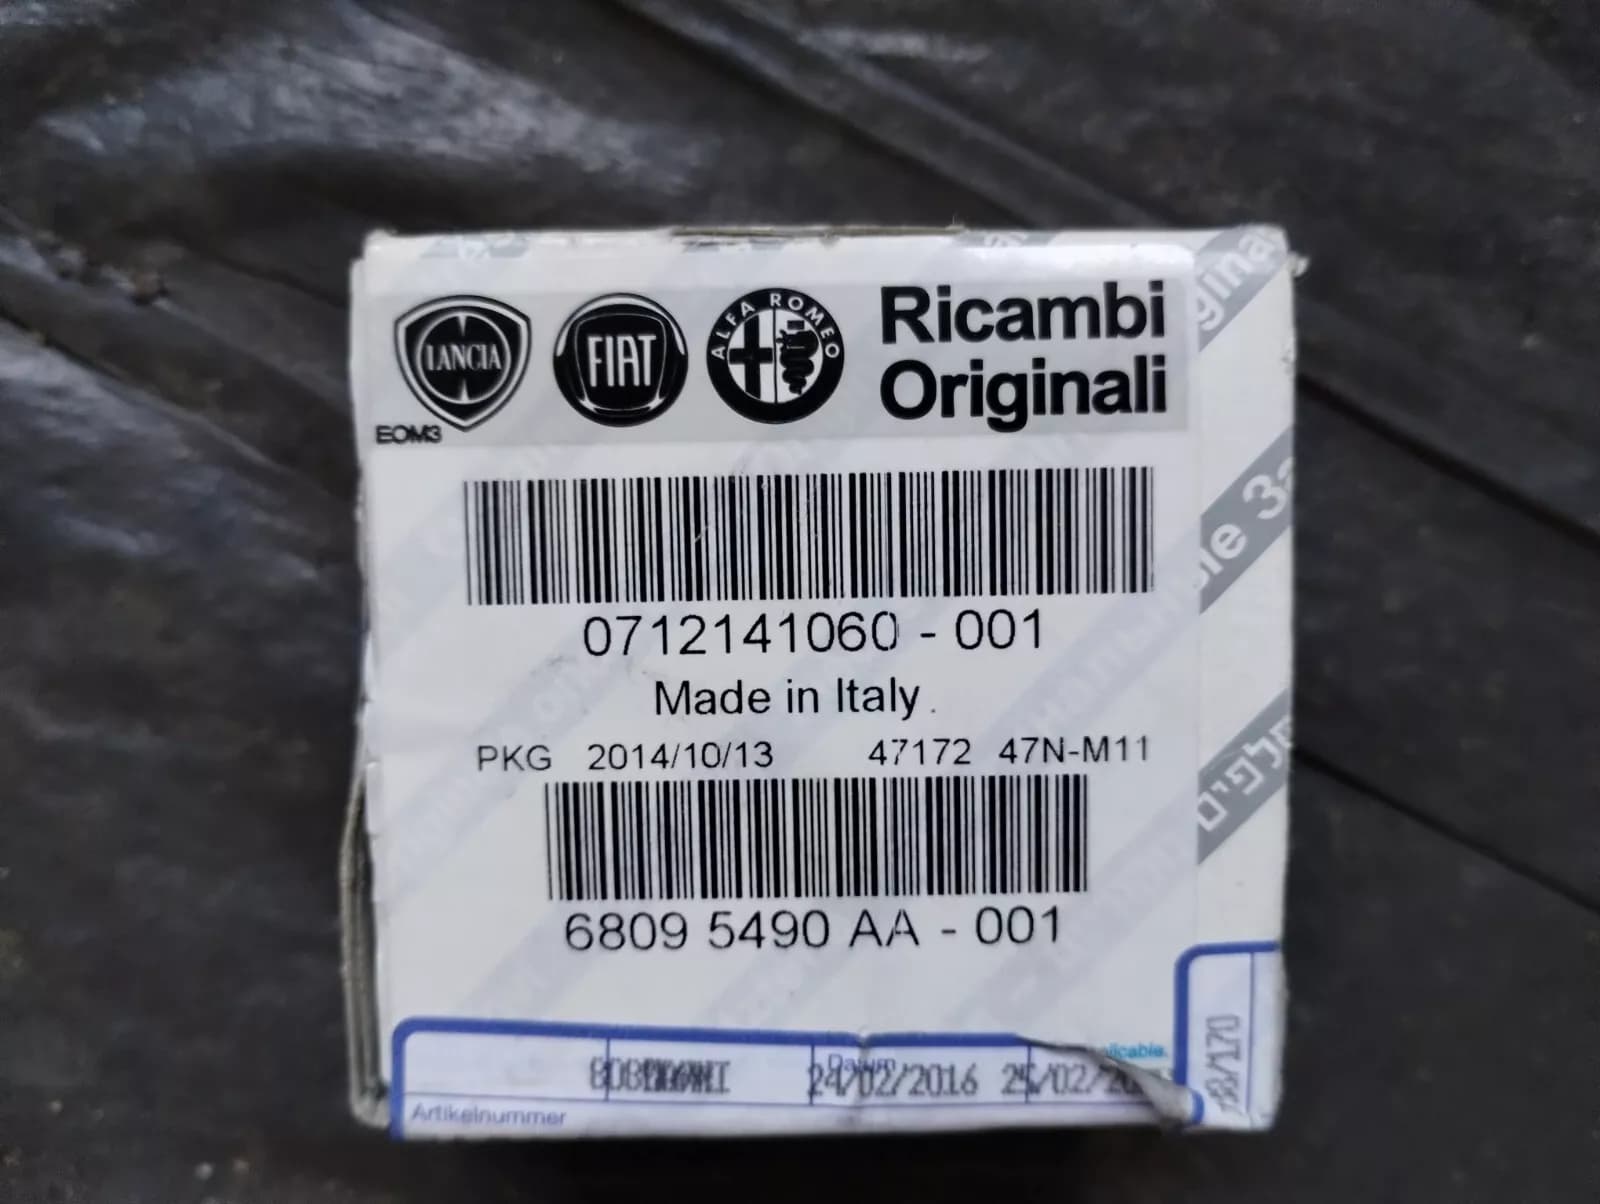 LANCIA FIAT ALFA ROMEO Ricambi
Originali
EOM3
0712141060 - 001
Made in Italy
PKG 2014/10/13 47172 47N-M11
6809 5490 AA - 001
Datum
24/02/2016
Artikelnummer